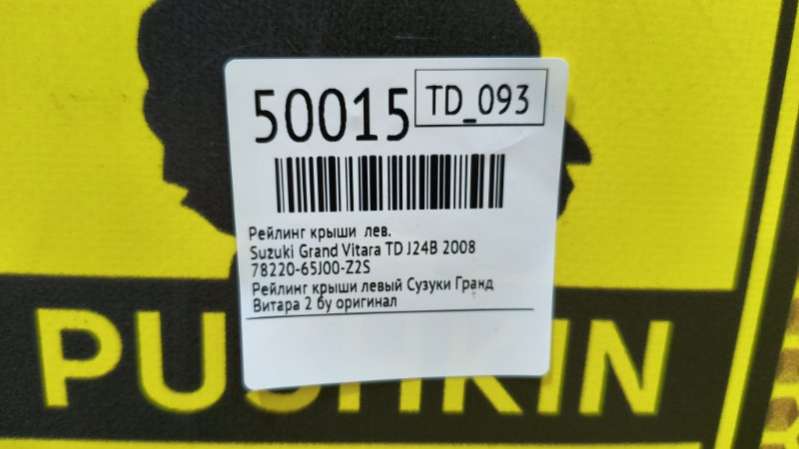 50015
TD_093
Рейлинг крыши лев.
Suzuki Grand Vitara TD J24B 2008
78220-65J00-Z2S
Рейлинг крыши левый Сузуки Гранд
Витара 2 бу оригинал
PUSHKIN